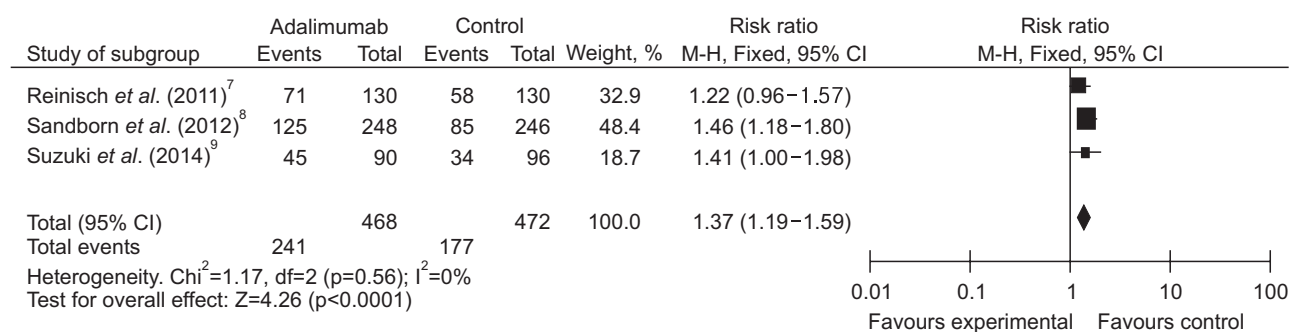 Adalimumab Control Risk ratio Risk ratio
Study of subgroup Events Total Events Total Weight, % M-H, Fixed, 95% CI M-H, Fixed, 95% CI
Reinisch et al. (2011)7 71 130 58 130 32.9 1.22 (0.96–1.57)
Sandborn et al. (2012)8 125 248 85 246 48.4 1.46 (1.18–1.80)
Suzuki et al. (2014)9 45 90 34 96 18.7 1.41 (1.00–1.98)
Total (95% CI) 468 472 100.0 1.37 (1.19–1.59)
Total events 241 177
Heterogeneity. Chi2=1.17, df=2 (p=0.56); I2=0%
Test for overall effect: Z=4.26 (p<0.0001)
0.01 0.1 1 10 100
Favours experimental Favours control